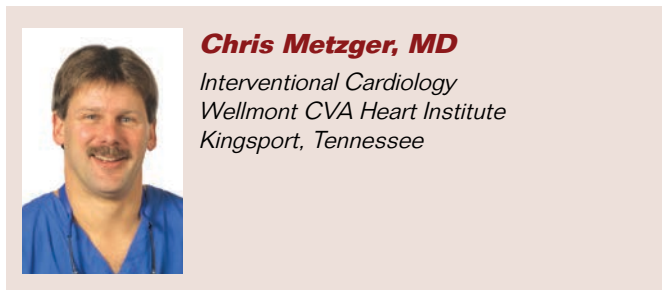 Chris Metzger, MD
Interventional Cardiology
Wellmont CVA Heart Institute
Kingsport, Tennessee